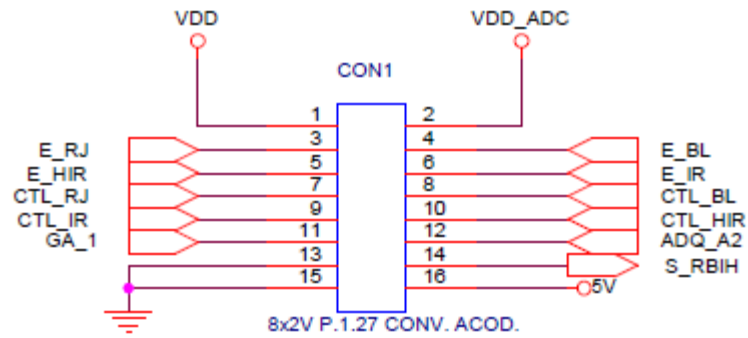 VDD VDD_ADC
CON1
1 2
E_RJ 3 4 E_BL
E_HIR 5 6 E_IR
CTL_RJ 7 8 CTL_BL
CTL_IR 9 10 CTL_HIR
GA_1 11 12 ADQ_A2
13 14 S_RBIH
15 16 5V
8x2V P.1.27 CONV. ACOD.